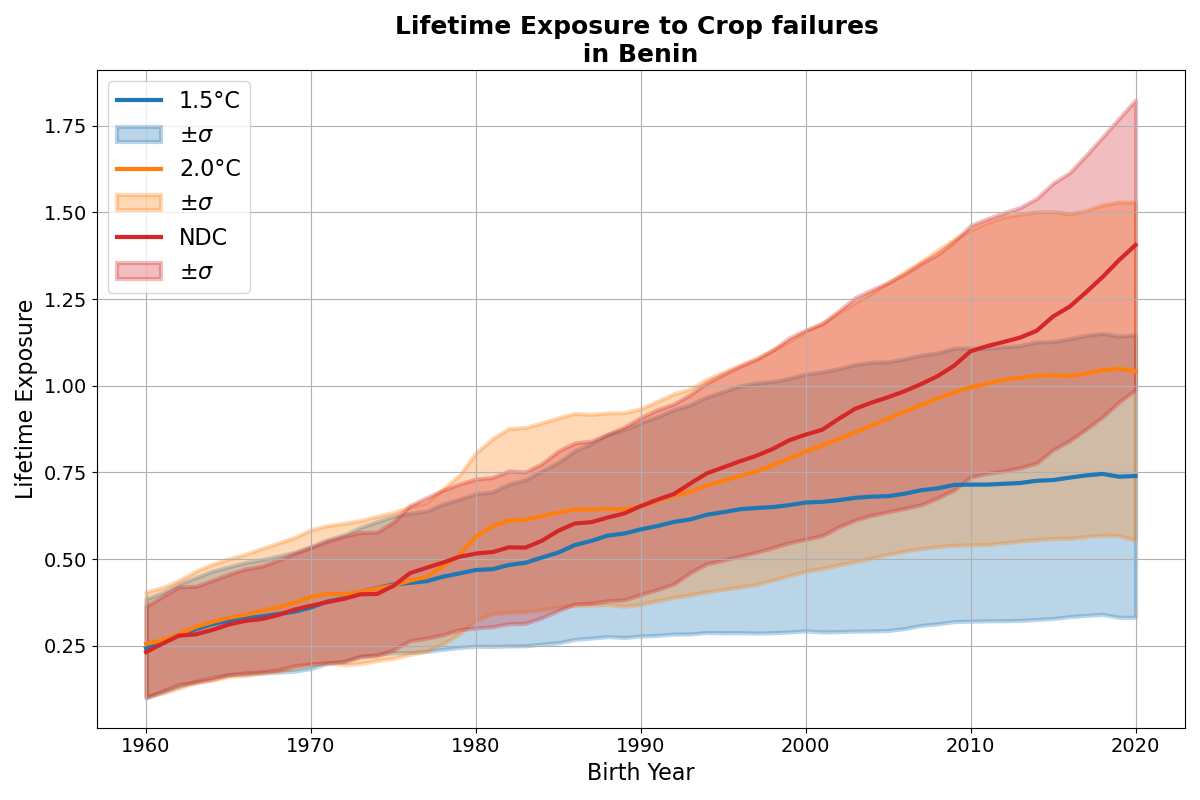 Lifetime Exposure to Crop failures
in Benin
1.5°C
±σ
2.0°C
±σ
NDC
±σ
Lifetime Exposure
1.75
1.50
1.25
1.00
0.75
0.50
0.25
1960 1970 1980 1990 2000 2010 2020
Birth Year